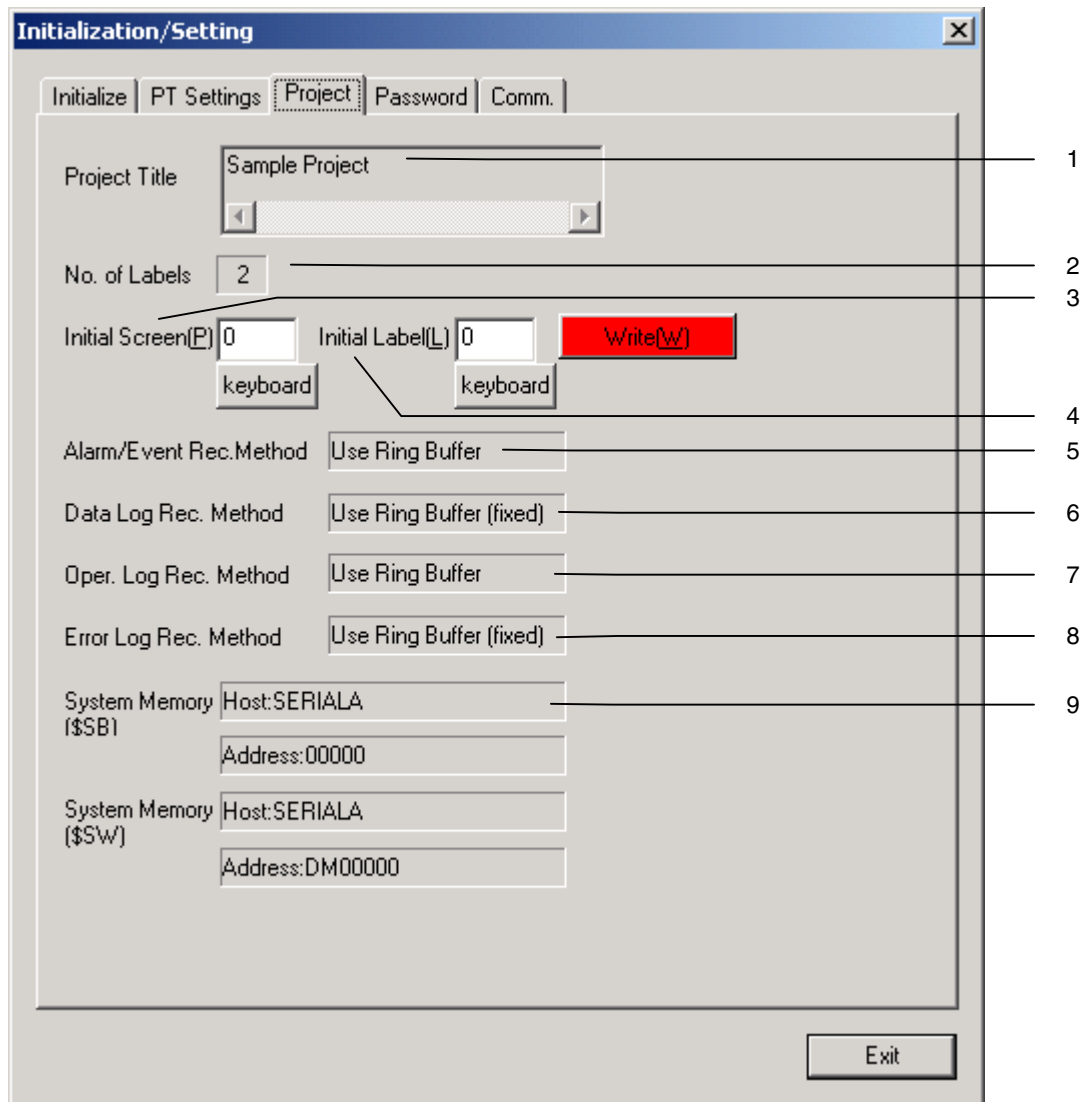 Initialization/Setting
Initialize PT Settings Project Password Comm.
Project Title Sample Project 1
No. of Labels 2 2
3
Initial Screen(P) 0 Initial Label(L) 0 Write(W)
keyboard keyboard
4
Alarm/Event Rec.Method Use Ring Buffer 5
Data Log Rec. Method Use Ring Buffer (fixed) 6
Oper. Log Rec. Method Use Ring Buffer 7
Error Log Rec. Method Use Ring Buffer (fixed) 8
System Memory Host:SERIALA 9
($SB)
Address:00000
System Memory Host:SERIALA
($SW)
Address:DM00000
Exit